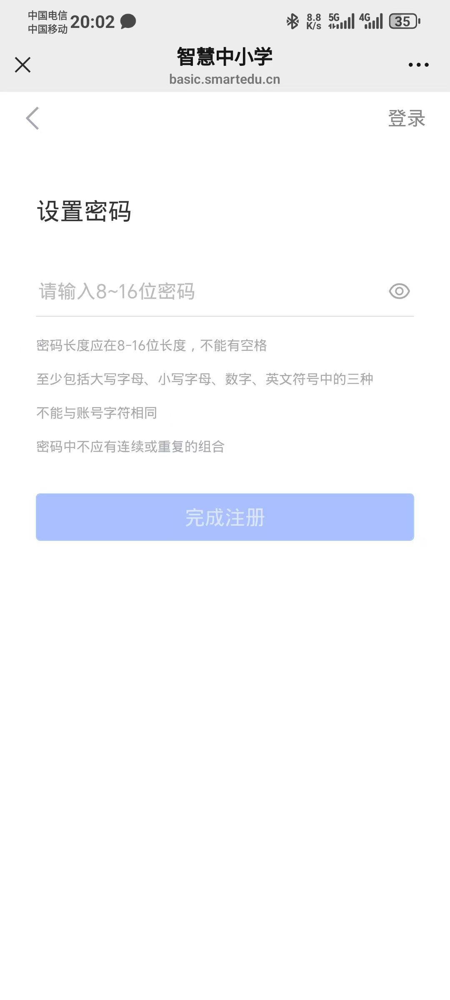 中国电信
中国移动
20:02
8.8
K/s
5G
4G
35
智慧中小学
basic.smartedu.cn
登录
设置密码
请输入8~16位密码
密码长度应在8-16位长度，不能有空格
至少包括大写字母、小写字母、数字、英文符号中的三种
不能与账号字符相同
密码中不应有连续或重复的组合
完成注册